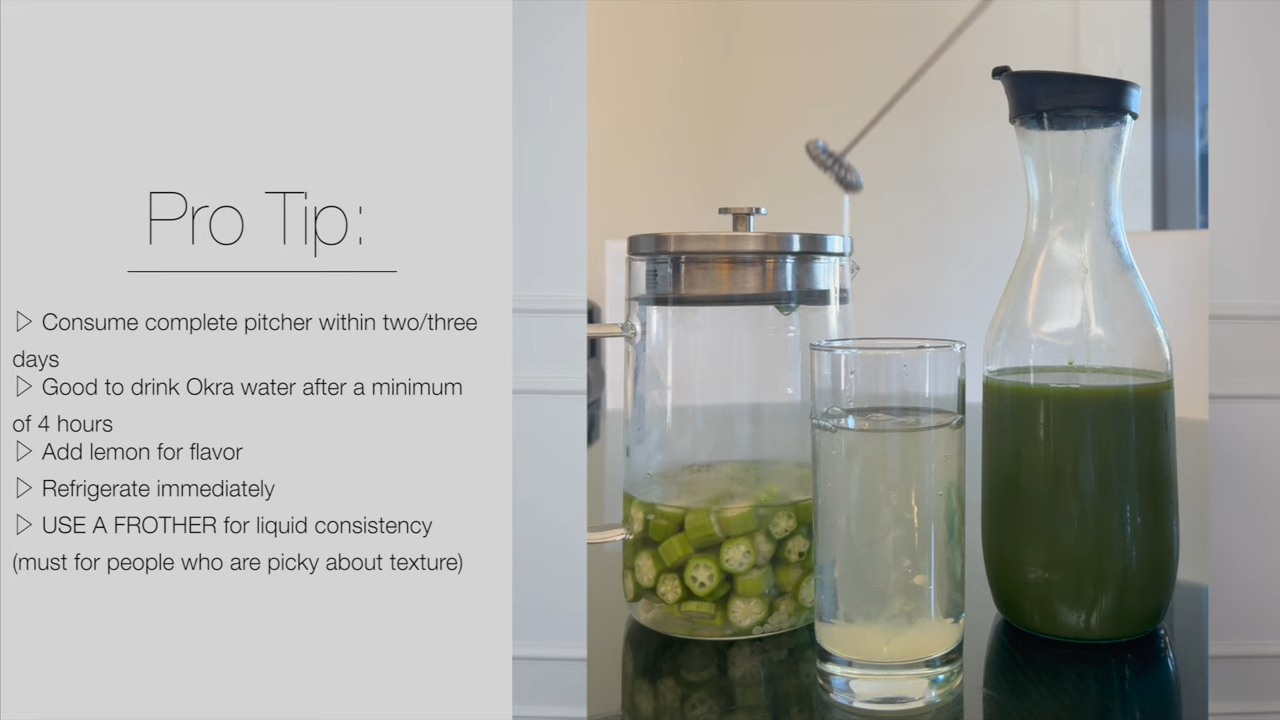 Pro Tip:
▷ Consume complete pitcher within two/three
days
▷ Good to drink Okra water after a minimum
of 4 hours
▷ Add lemon for flavor
▷ Refrigerate immediately
▷ USE A FROTHER for liquid consistency
(must for people who are picky about texture)